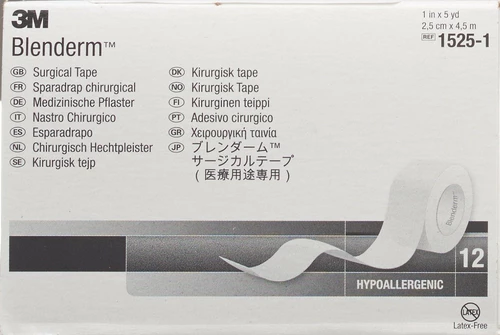 3M
Blenderm™
1 in x 5 yd
2,5 cm x 4,5 m
REF 1525-1
GB Surgical Tape
FR Sparadrap chirurgical
DE Medizinische Pflaster
IT Nastro Chirurgico
ES Esparadrapo
NL Chirurgisch Hechtpleister
SE Kirurgisk tejp
DK Kirurgisk tape
NO Kirurgisk Tape
FI Kirurginen teippi
PT Adesivo cirurgico
GR Χειρουργική ταινία
JP ブレンダーム™
サージカルテープ
(医療用途専用)
Blenderm
12
HYPOALLERGENIC
LATEX
Latex-Free